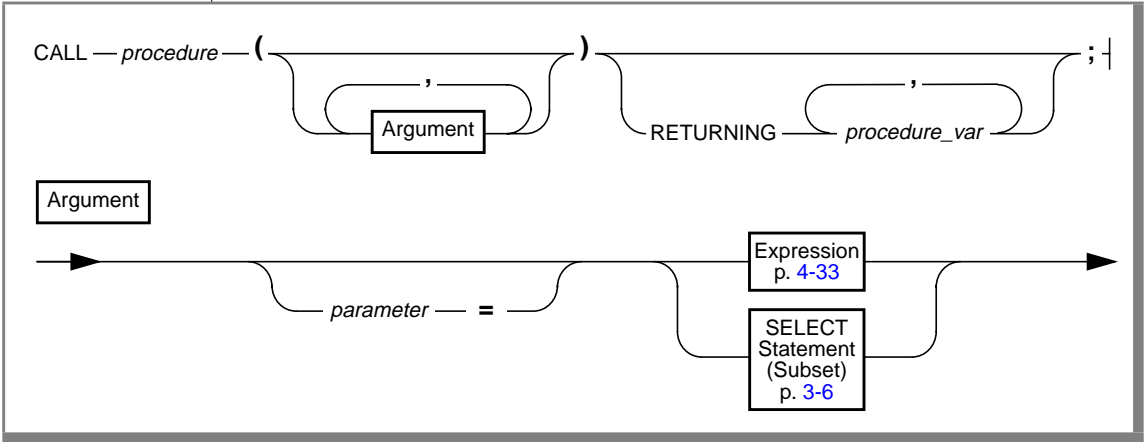 CALL procedure ( , ) , ;
Argument RETURNING procedure_var
Argument
parameter =
Expression
p. 4-33
SELECT
Statement
(Subset)
p. 3-6